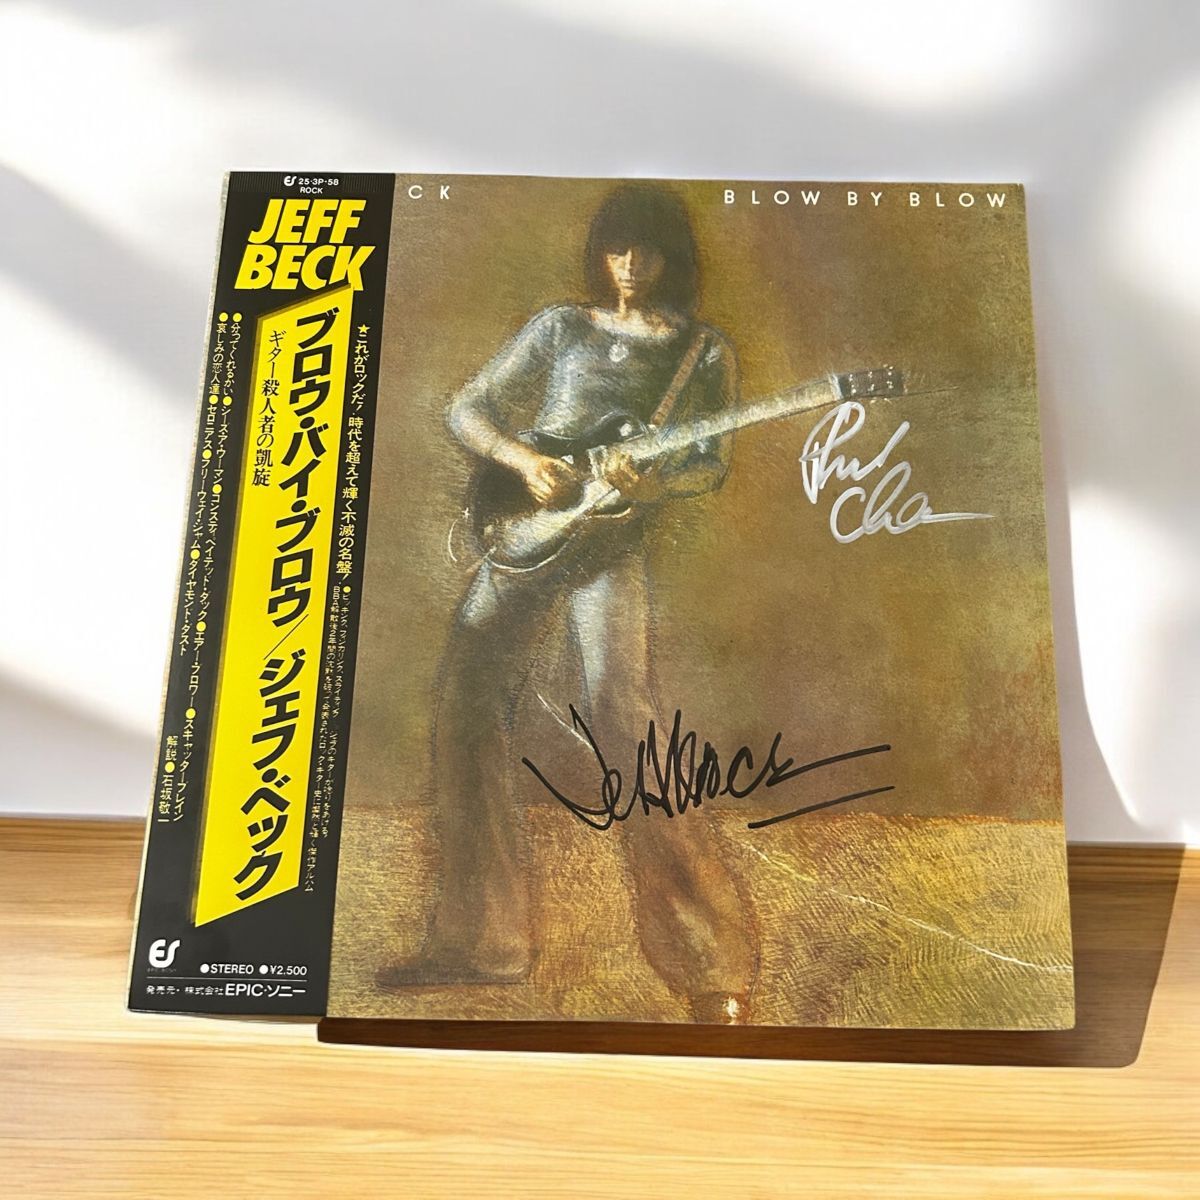 ES 25·3P-58
ROCK
JEFF
BECK
CK
BLOW BY BLOW
★これがロックだ!時代を超えて輝く不滅の名盤!
ブロウ・バイ・ブロウ/ジェフ・ベック
ギター殺人者の凱旋
●分ってくれるかい●シーズ・ア・ウーマン●コンスティペイテッド・ダック●エアー・ブロワー●スキャッターブレイン
●哀しみの恋人達●セロニアス●フリーウェイ・ジャム●ダイヤモンド・ダスト
解説●石坂敬一
Jeff Beck
ES
●STEREO ●¥2,500
発売元・株式会社EPIC・ソニー